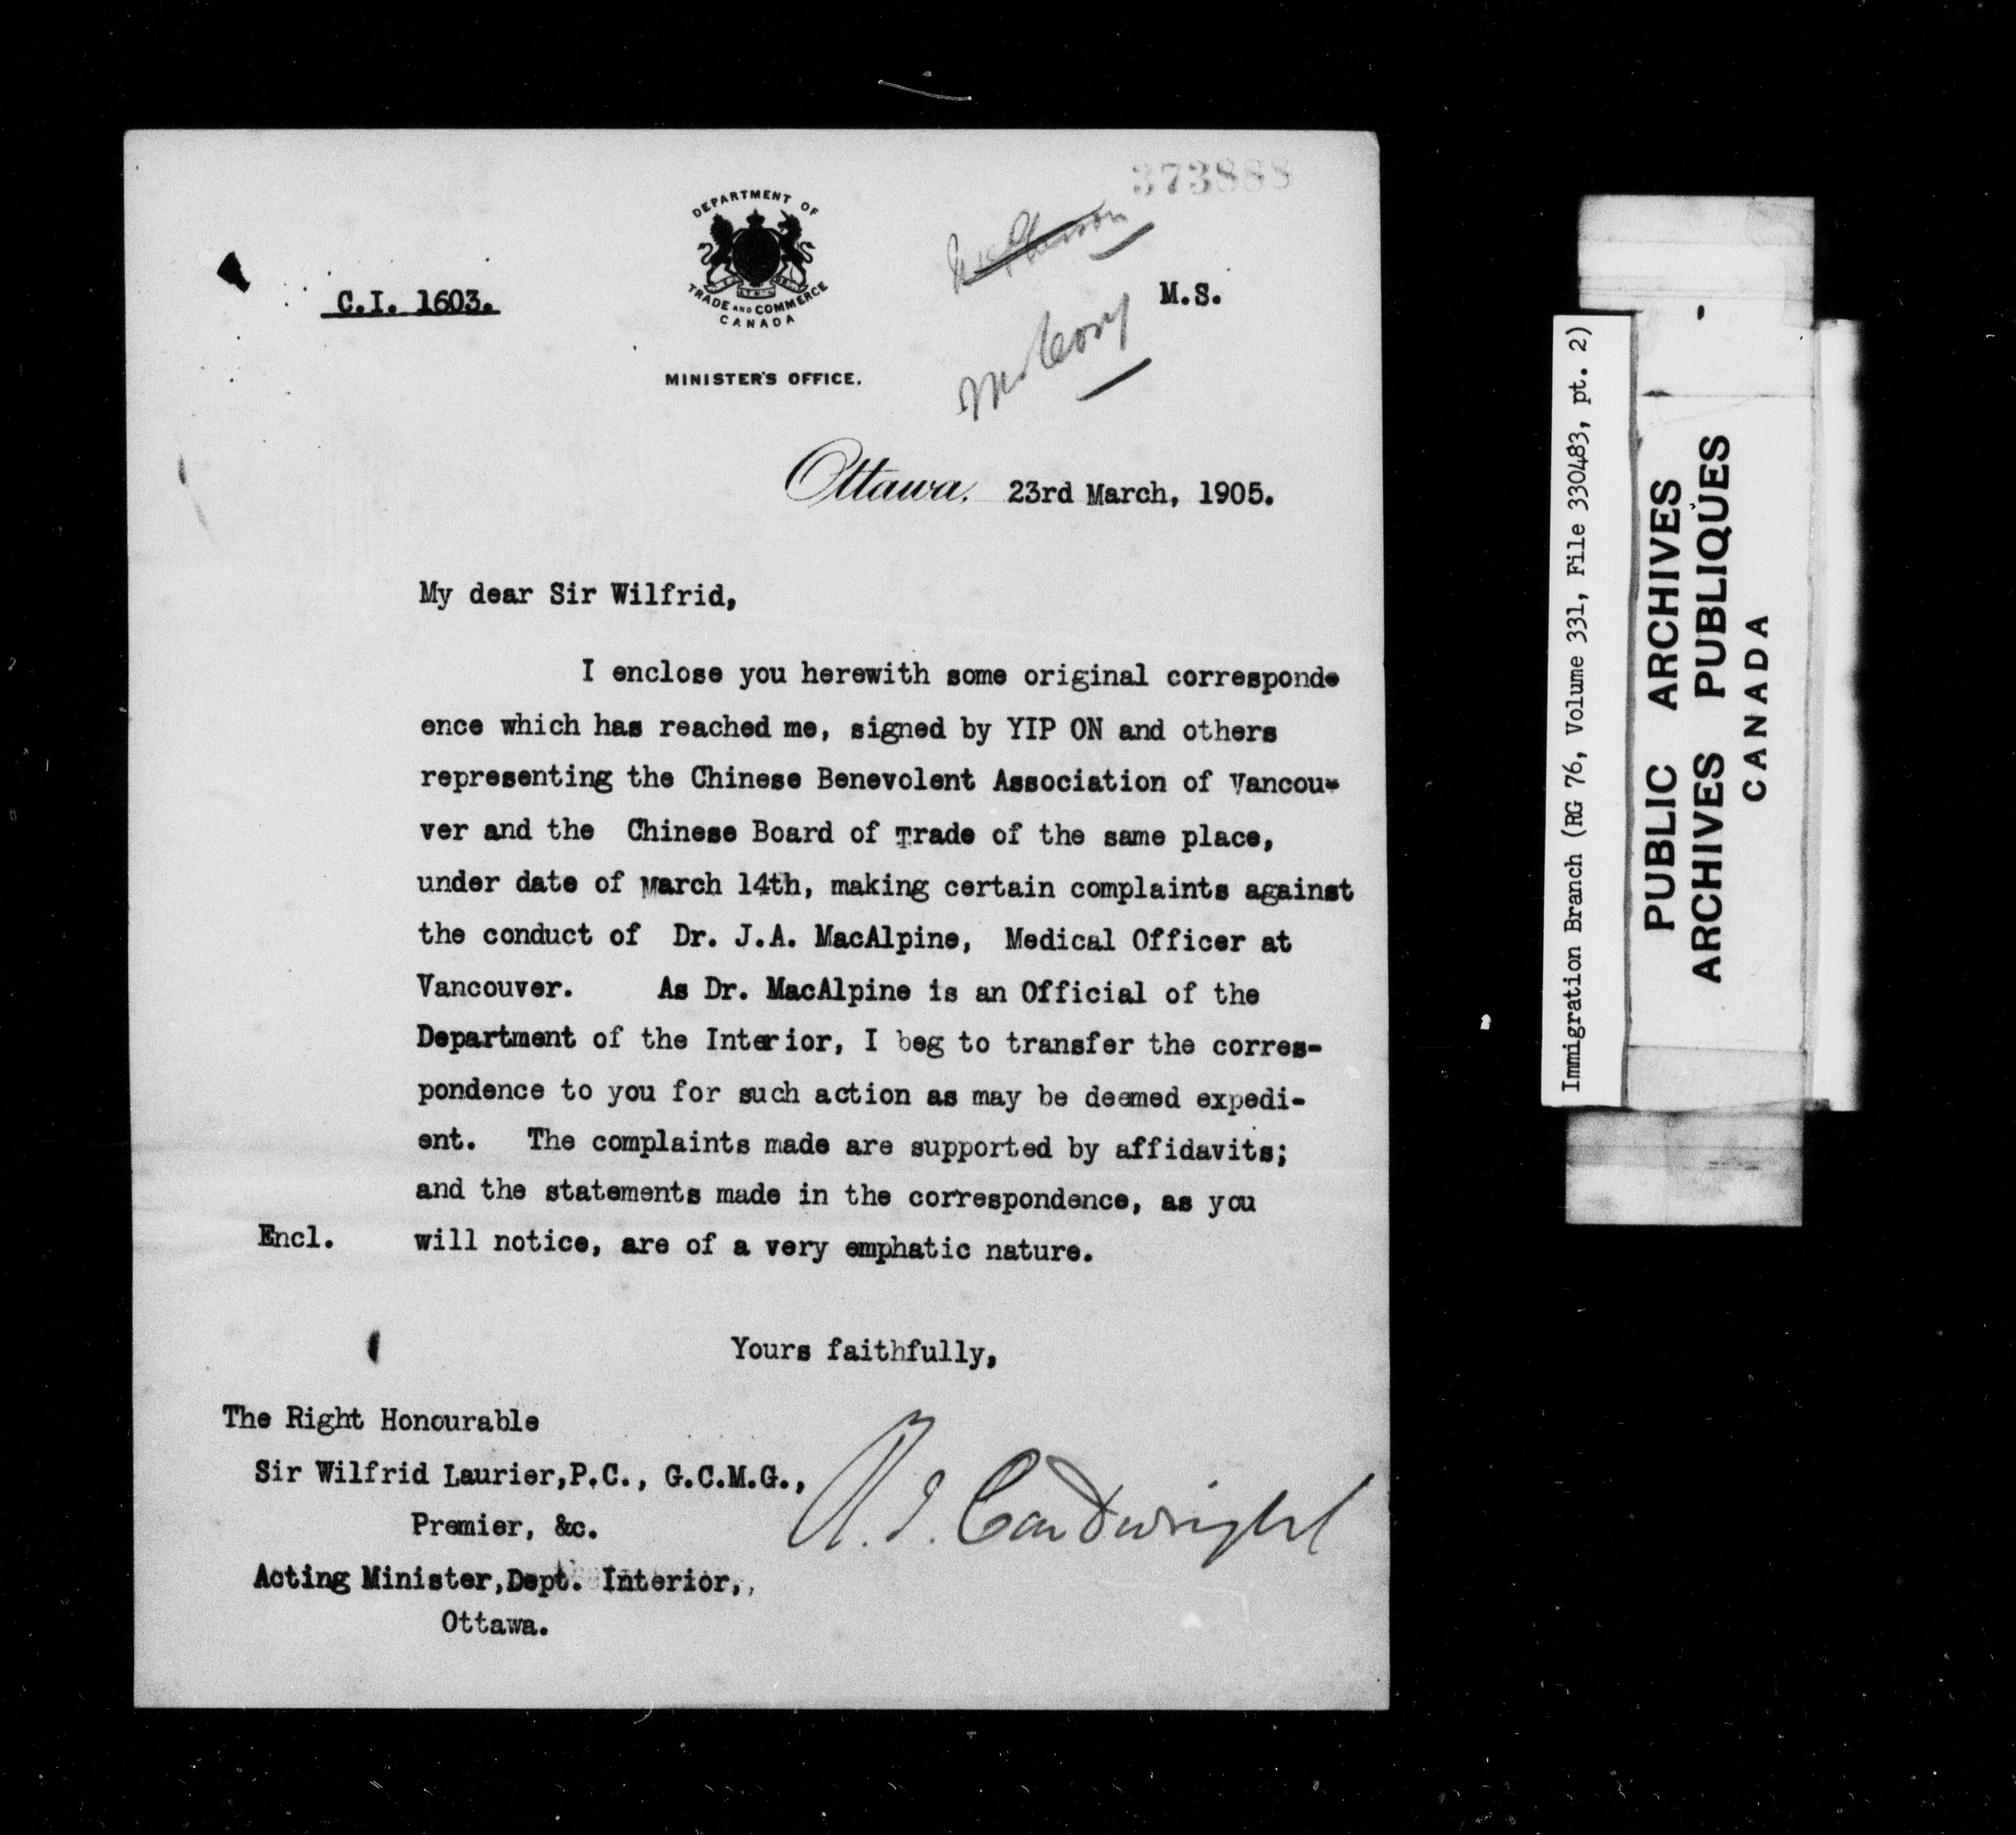 373888
DEPARTMENT OF
TRADE AND COMMERCE
CANADA
C.I. 1603.
M.S.
Mr Cory
MINISTER'S OFFICE.
Ottawa, 23rd March, 1905.
My dear Sir Wilfrid,
I enclose you herewith some original correspond-
ence which has reached me, signed by YIP ON and others
representing the Chinese Benevolent Association of Vancou-
ver and the Chinese Board of Trade of the same place,
under date of March 14th, making certain complaints against
the conduct of Dr. J.A. MacAlpine, Medical Officer at
Vancouver. As Dr. MacAlpine is an Official of the
Department of the Interior, I beg to transfer the corres-
pondence to you for such action as may be deemed expedi-
ent. The complaints made are supported by affidavits;
and the statements made in the correspondence, as you
Encl. will notice, are of a very emphatic nature.
Yours faithfully,
The Right Honourable
Sir Wilfrid Laurier,P.C., G.C.M.G.,
Premier, &c.
Acting Minister,Dept. Interior,,
Ottawa.
R. J. Cartwright
Immigration Branch (RG 76, Volume 331, File 330483, pt. 2)
PUBLIC ARCHIVES
ARCHIVES PUBLIQUES
CANADA